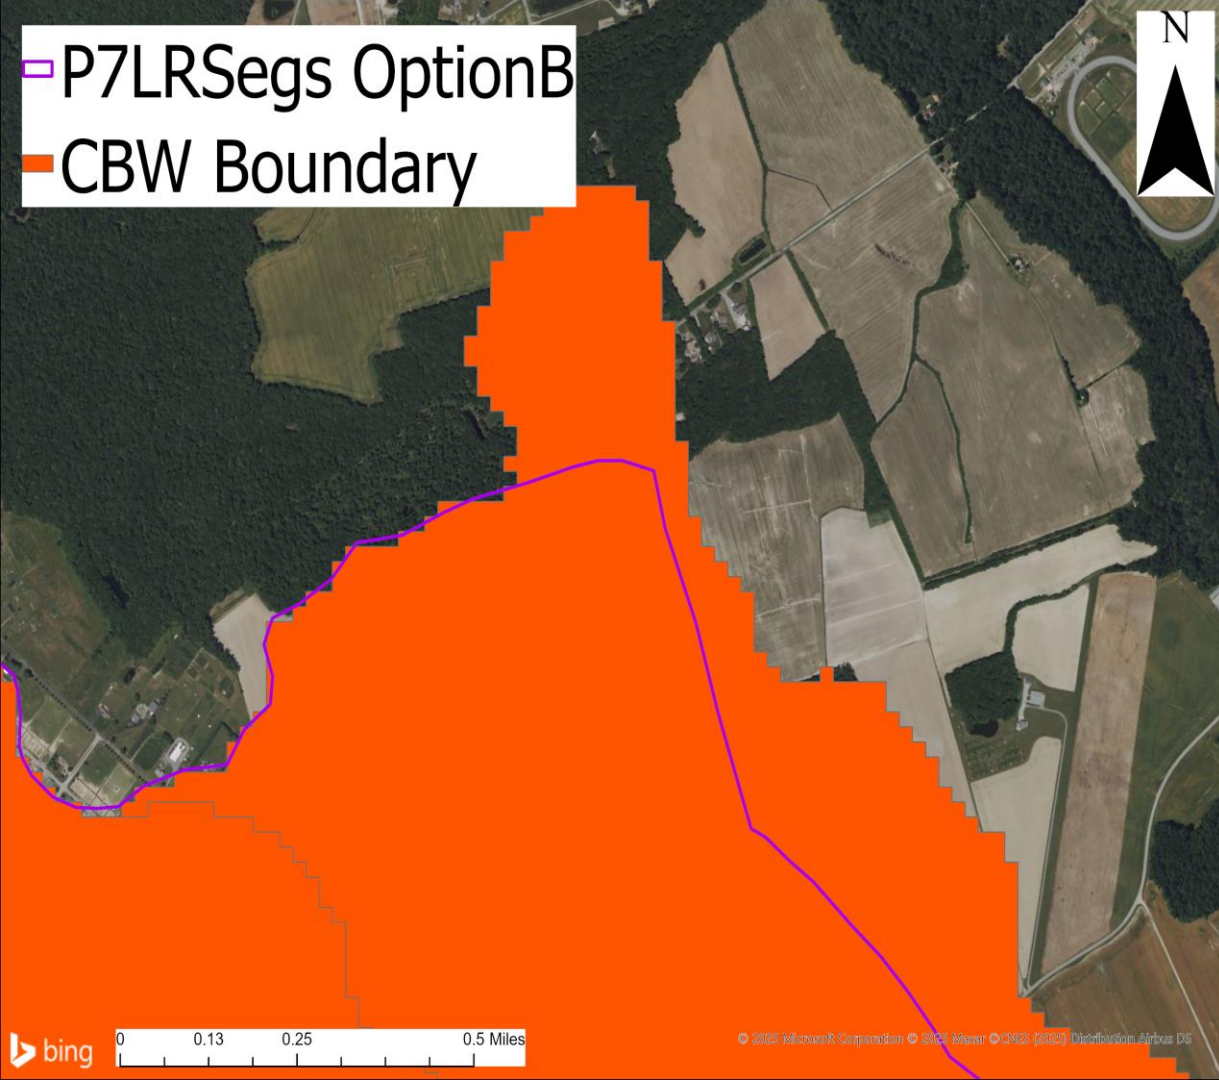 P7LRSegs OptionB
CBW Boundary
N
bing
0 0.13 0.25 0.5 Miles
© 2025 Microsoft Corporation © 2025 Maxar ©CNES (2025) Distribution Airbus DS